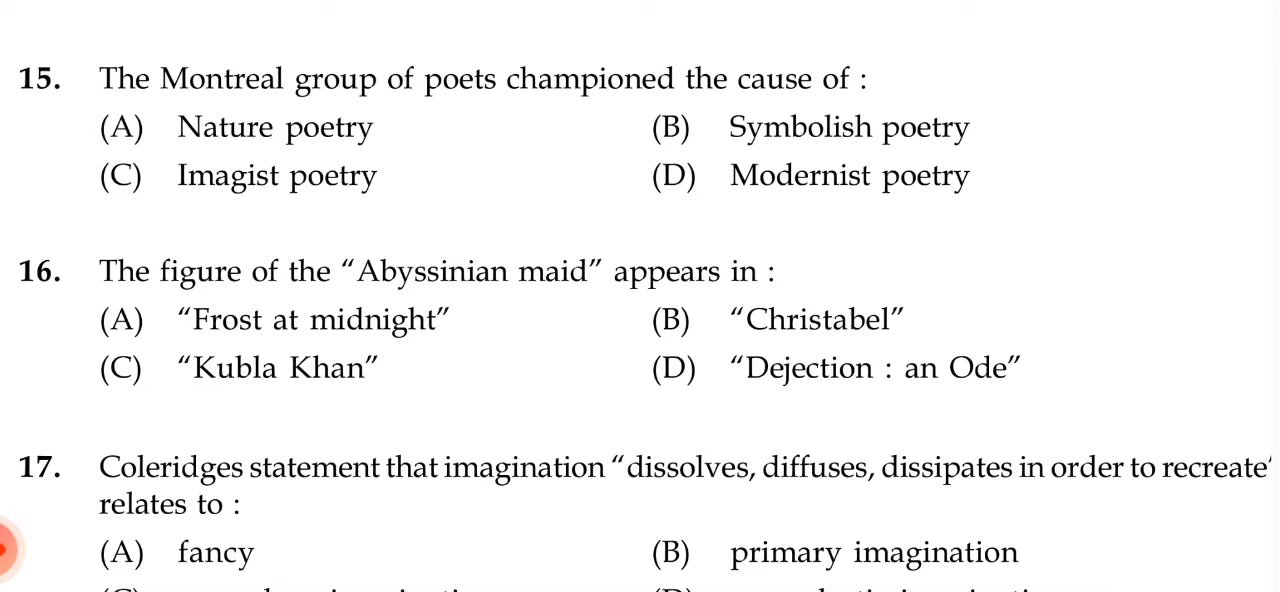 15. The Montreal group of poets championed the cause of :
(A) Nature poetry (B) Symbolish poetry
(C) Imagist poetry (D) Modernist poetry
16. The figure of the “Abyssinian maid” appears in :
(A) “Frost at midnight” (B) “Christabel”
(C) “Kubla Khan” (D) “Dejection : an Ode”
17. Coleridges statement that imagination “dissolves, diffuses, dissipates in order to recreate’
relates to :
(A) fancy (B) primary imagination